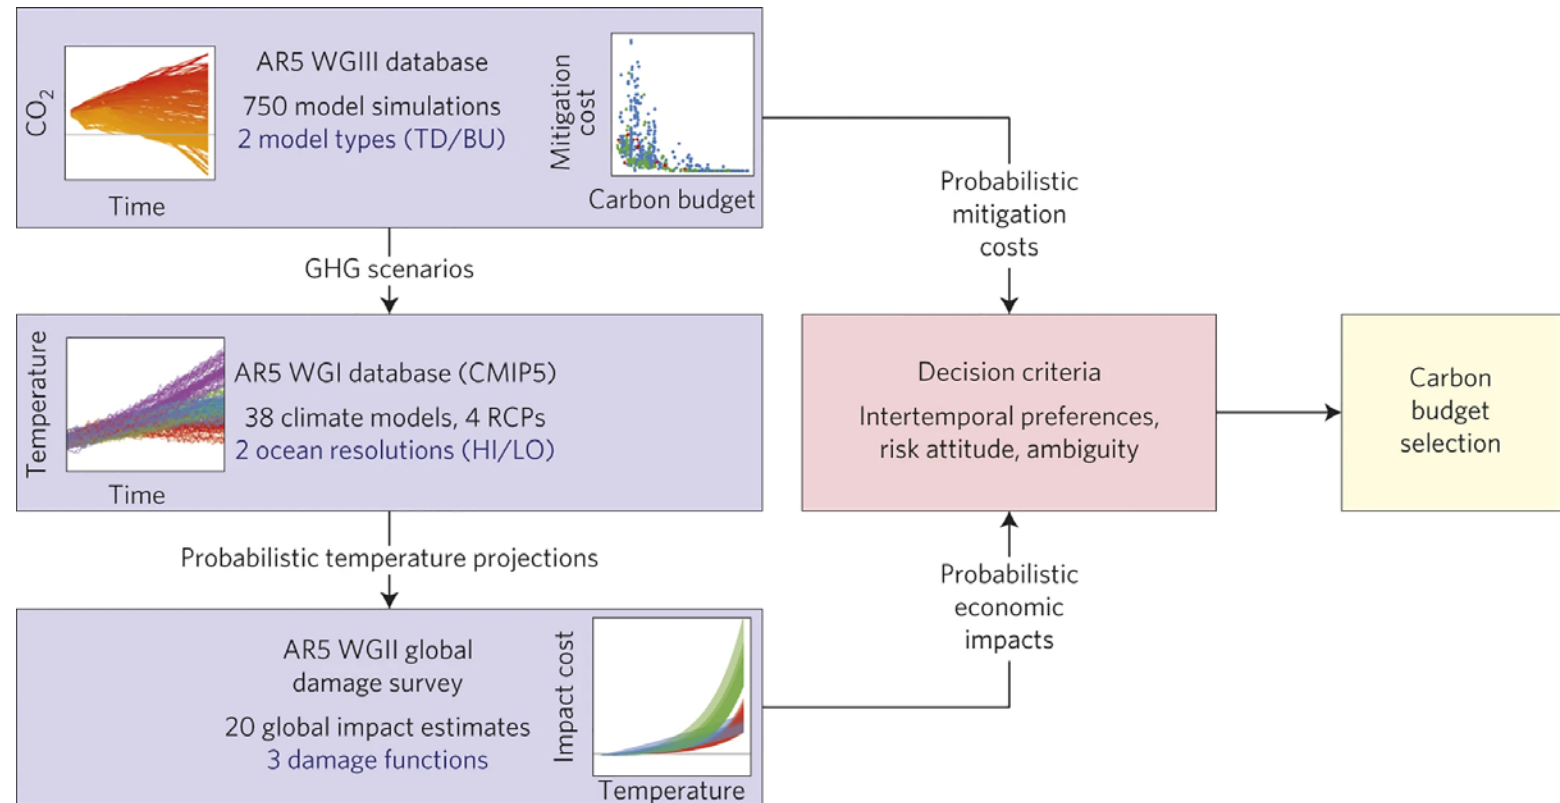 CO2
Time
AR5 WGIII database
750 model simulations
2 model types (TD/BU)
Mitigation
cost
Carbon budget
GHG scenarios
Temperature
Time
AR5 WGI database (CMIP5)
38 climate models, 4 RCPs
2 ocean resolutions (HI/LO)
Probabilistic temperature projections
AR5 WGII global
damage survey
20 global impact estimates
3 damage functions
Impact cost
Temperature
Probabilistic
mitigation
costs
Decision criteria
Intertemporal preferences,
risk attitude, ambiguity
Probabilistic
economic
impacts
Carbon
budget
selection